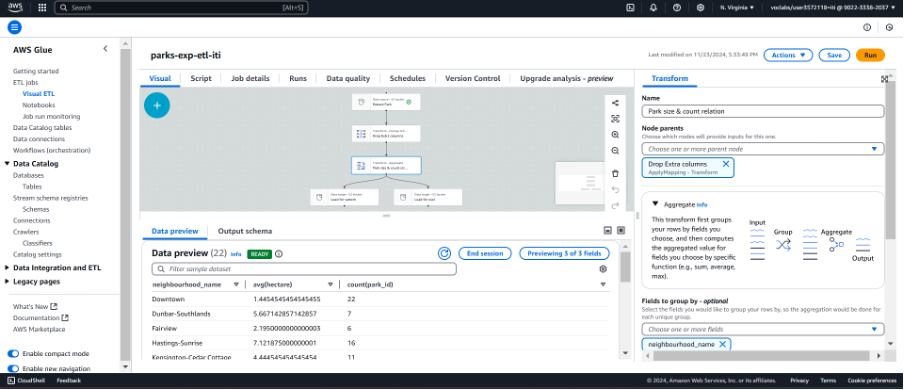 aws
Search [Alt+S] N. Virginia voclabs/user3572118=iti @ 9022-3338-2037
AWS Glue
Getting started
ETL jobs
Visual ETL
Notebooks
Job run monitoring
Data Catalog tables
Data connections
Workflows (orchestration)
Data Catalog
Databases
Tables
Stream schema registries
Schemas
Connections
Crawlers
Classifiers
Catalog settings
Data Integration and ETL
Legacy pages
What's New
Documentation
AWS Marketplace
Enable compact mode
Enable new navigation
parks-exp-etl-iti
Last modified on 11/23/2024, 5:33:49 PM Actions Save Run
Visual Script Job details Runs Data quality Schedules Version Control Upgrade analysis - preview
Drop Extra columns
Park size & count
Data preview Output schema
Data preview (22) Info READY End session Previewing 3 of 3 fields
Filter sample dataset
neighbourhood_name avg(hectare) count(park_id)
Downtown 1.4454545454545455 22
Dunbar-Southlands 5.667142857142857 7
Fairview 2.1950000000000003 6
Hastings-Sunrise 7.121875000000001 16
Kensington-Cedar Cottage 4.444545454545454 11
Transform
Name
Park size & count relation
Node parents
Choose which nodes will provide inputs for this one.
Choose one or more parent node
Drop Extra columns
ApplyMapping - Transform
Aggregate Info
This transform first groups your rows by fields you choose, and then computes the aggregated value for fields you choose by specific function (e.g., sum, average, max).
Input
Group
Aggregate
Output
Fields to group by - optional
Select the fields you would like to group your rows by, so the aggregation would be done for each unique group.
Choose one or more fields
neighbourhood_name
CloudShell Feedback © 2024, Amazon Web Services, Inc. or its affiliates. Privacy Terms Cookie preferences